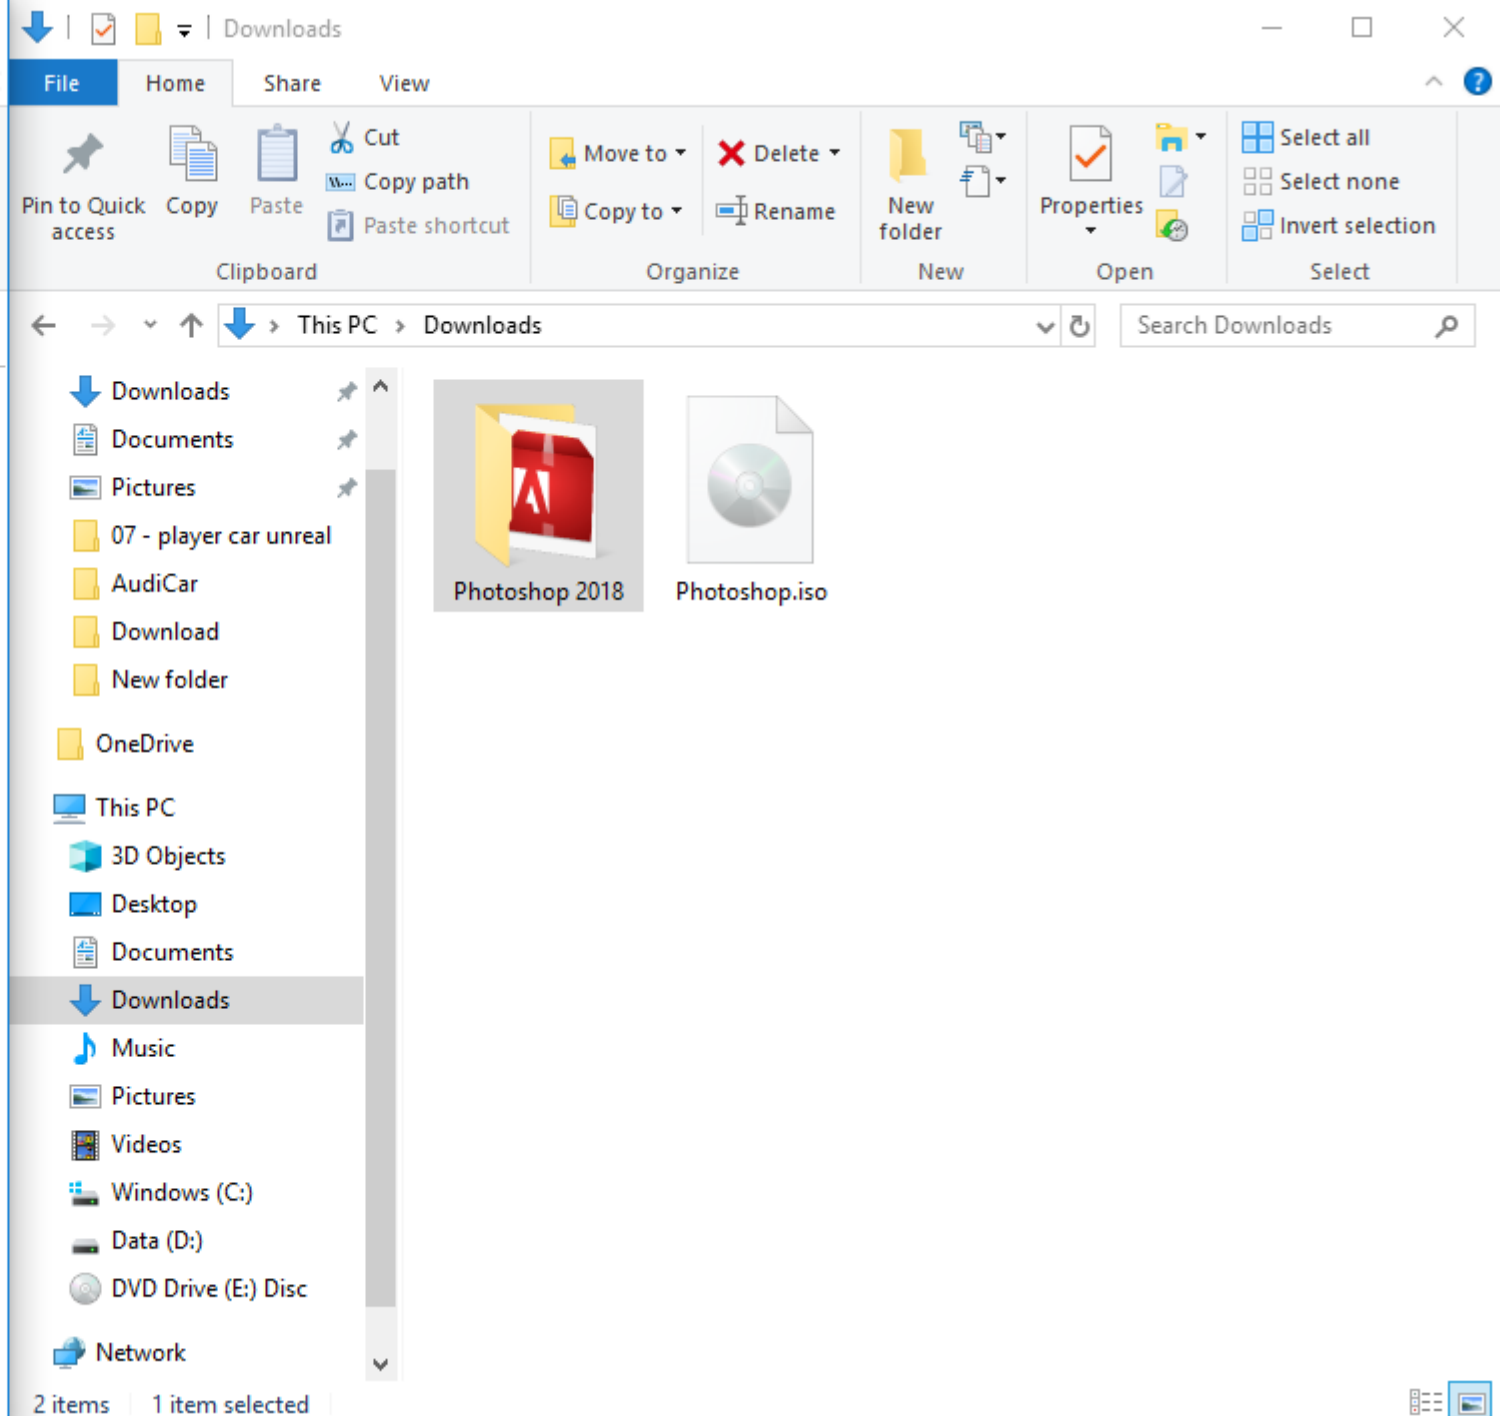 Downloads
File Home Share View
Pin to Quick access
Copy
Paste
Cut
Copy path
Paste shortcut
Clipboard
Move to
Copy to
Delete
Rename
Organize
New folder
New
Properties
Open
Select all
Select none
Invert selection
Select
This PC Downloads
Search Downloads
Downloads
Documents
Pictures
07 - player car unreal
AudiCar
Download
New folder
OneDrive
This PC
3D Objects
Desktop
Documents
Downloads
Music
Pictures
Videos
Windows (C:)
Data (D:)
DVD Drive (E:) Disc
Network
Photoshop 2018
Photoshop.iso
2 items 1 item selected